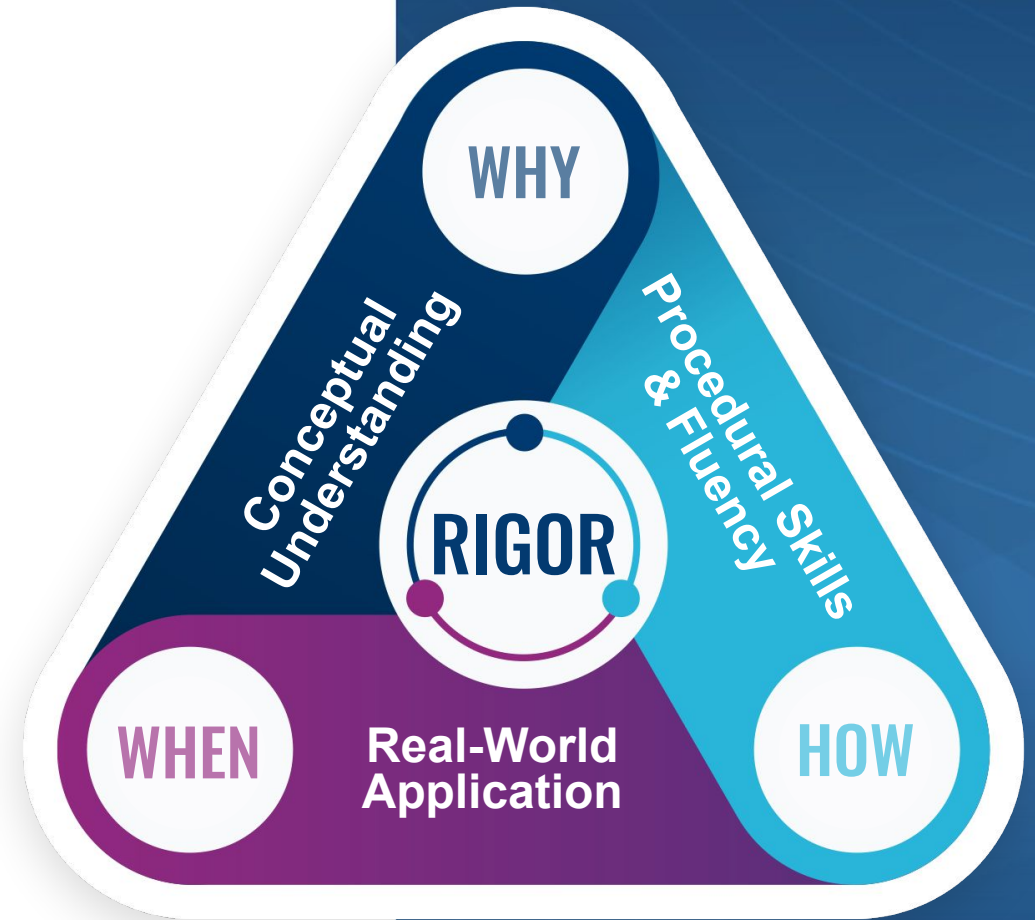 WHY
Conceptual
Understanding
Procedural Skills
& Fluency
RIGOR
WHEN
Real-World
Application
HOW